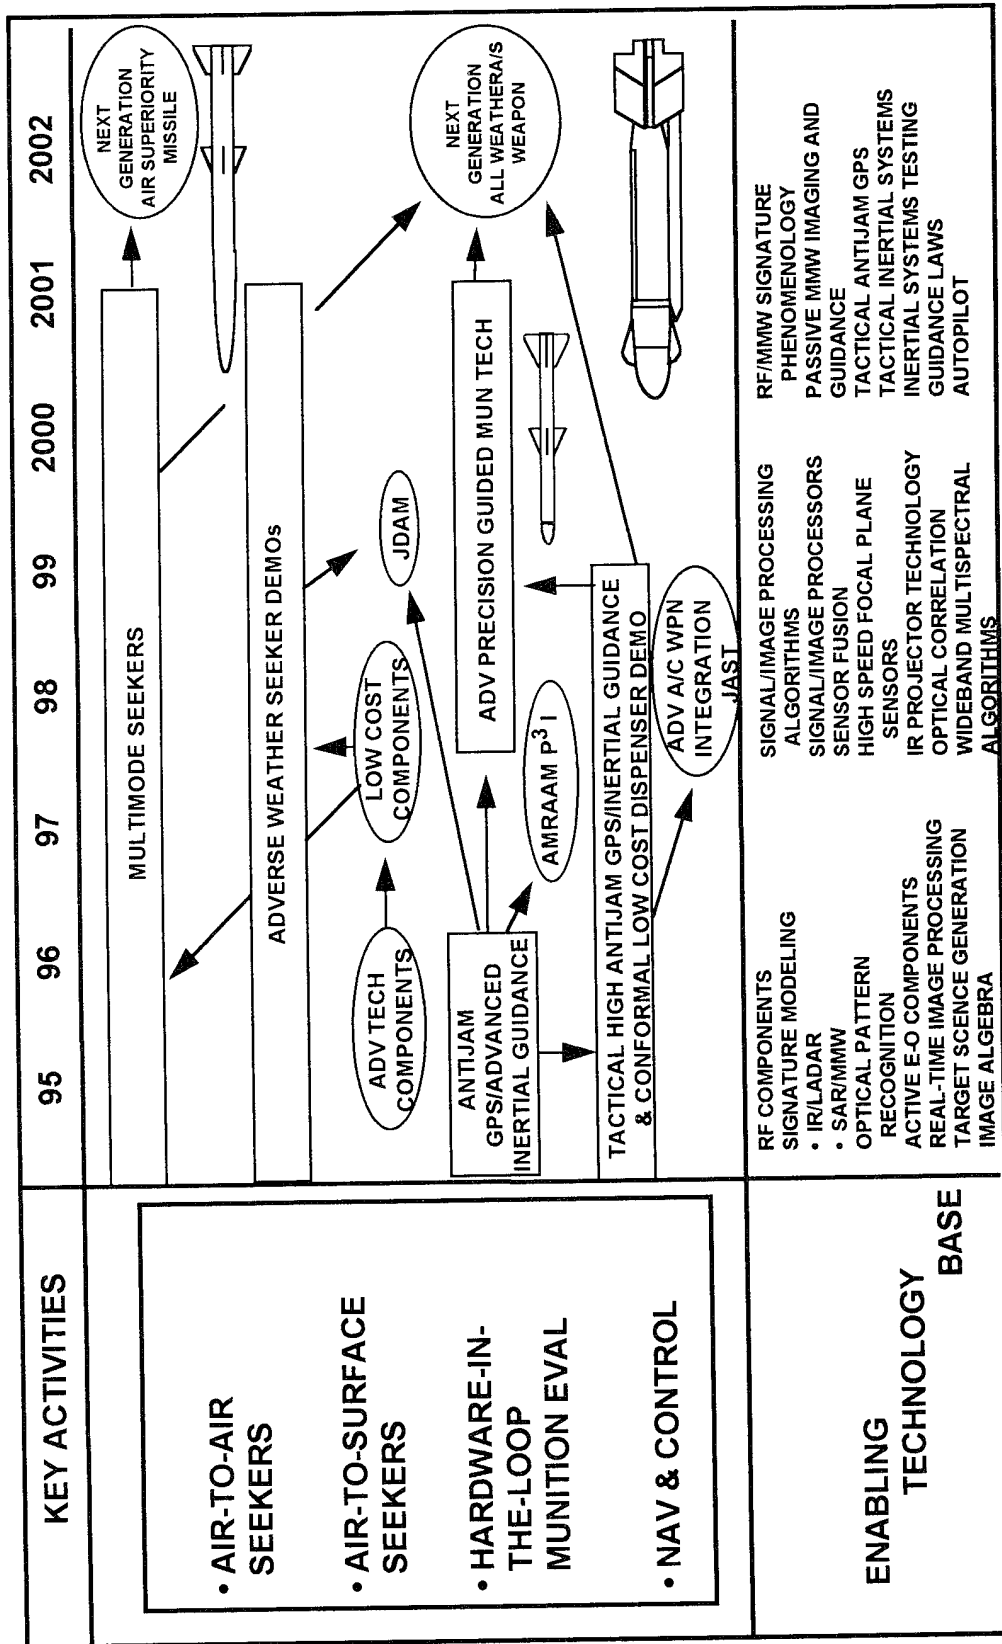 KEY ACTIVITIES
95 96 97 98 99 2000 2001 2002
• AIR-TO-AIR
SEEKERS
• AIR-TO-SURFACE
SEEKERS
• HARDWARE-IN-
THE-LOOP
MUNITION EVAL
• NAV & CONTROL
MULTIMODE SEEKERS
NEXT
GENERATION
AIR SUPERIORITY
MISSILE
ADVERSE WEATHER SEEKER DEMOs
ADV TECH
COMPONENTS
LOW COST
COMPONENTS
JDAM
NEXT
GENERATION
ALL WEATHERA/S
WEAPON
ANTIJAM
GPS/ADVANCED
INERTIAL GUIDANCE
ADV PRECISION GUIDED MUN TECH
AMRAAM P3 I
TACTICAL HIGH ANTIJAM GPS/INERTIAL GUIDANCE
& CONFORMAL LOW COST DISPENSER DEMO
ADV A/C WPN
INTEGRATION
JAST
ENABLING
TECHNOLOGY
BASE
RF COMPONENTS
SIGNATURE MODELING
• IR/LADAR
• SAR/MMW
OPTICAL PATTERN
RECOGNITION
ACTIVE E-O COMPONENTS
REAL-TIME IMAGE PROCESSING
TARGET SCENCE GENERATION
IMAGE ALGEBRA
SIGNAL/IMAGE PROCESSING
ALGORITHMS
SIGNAL/IMAGE PROCESSORS
SENSOR FUSION
HIGH SPEED FOCAL PLANE
SENSORS
IR PROJECTOR TECHNOLOGY
OPTICAL CORRELATION
WIDEBAND MULTISPECTRAL
ALGORITHMS
RF/MMW SIGNATURE
PHENOMENOLOGY
PASSIVE MMW IMAGING AND
GUIDANCE
TACTICAL ANTIJAM GPS
TACTICAL INERTIAL SYSTEMS
INERTIAL SYSTEMS TESTING
GUIDANCE LAWS
AUTOPILOT